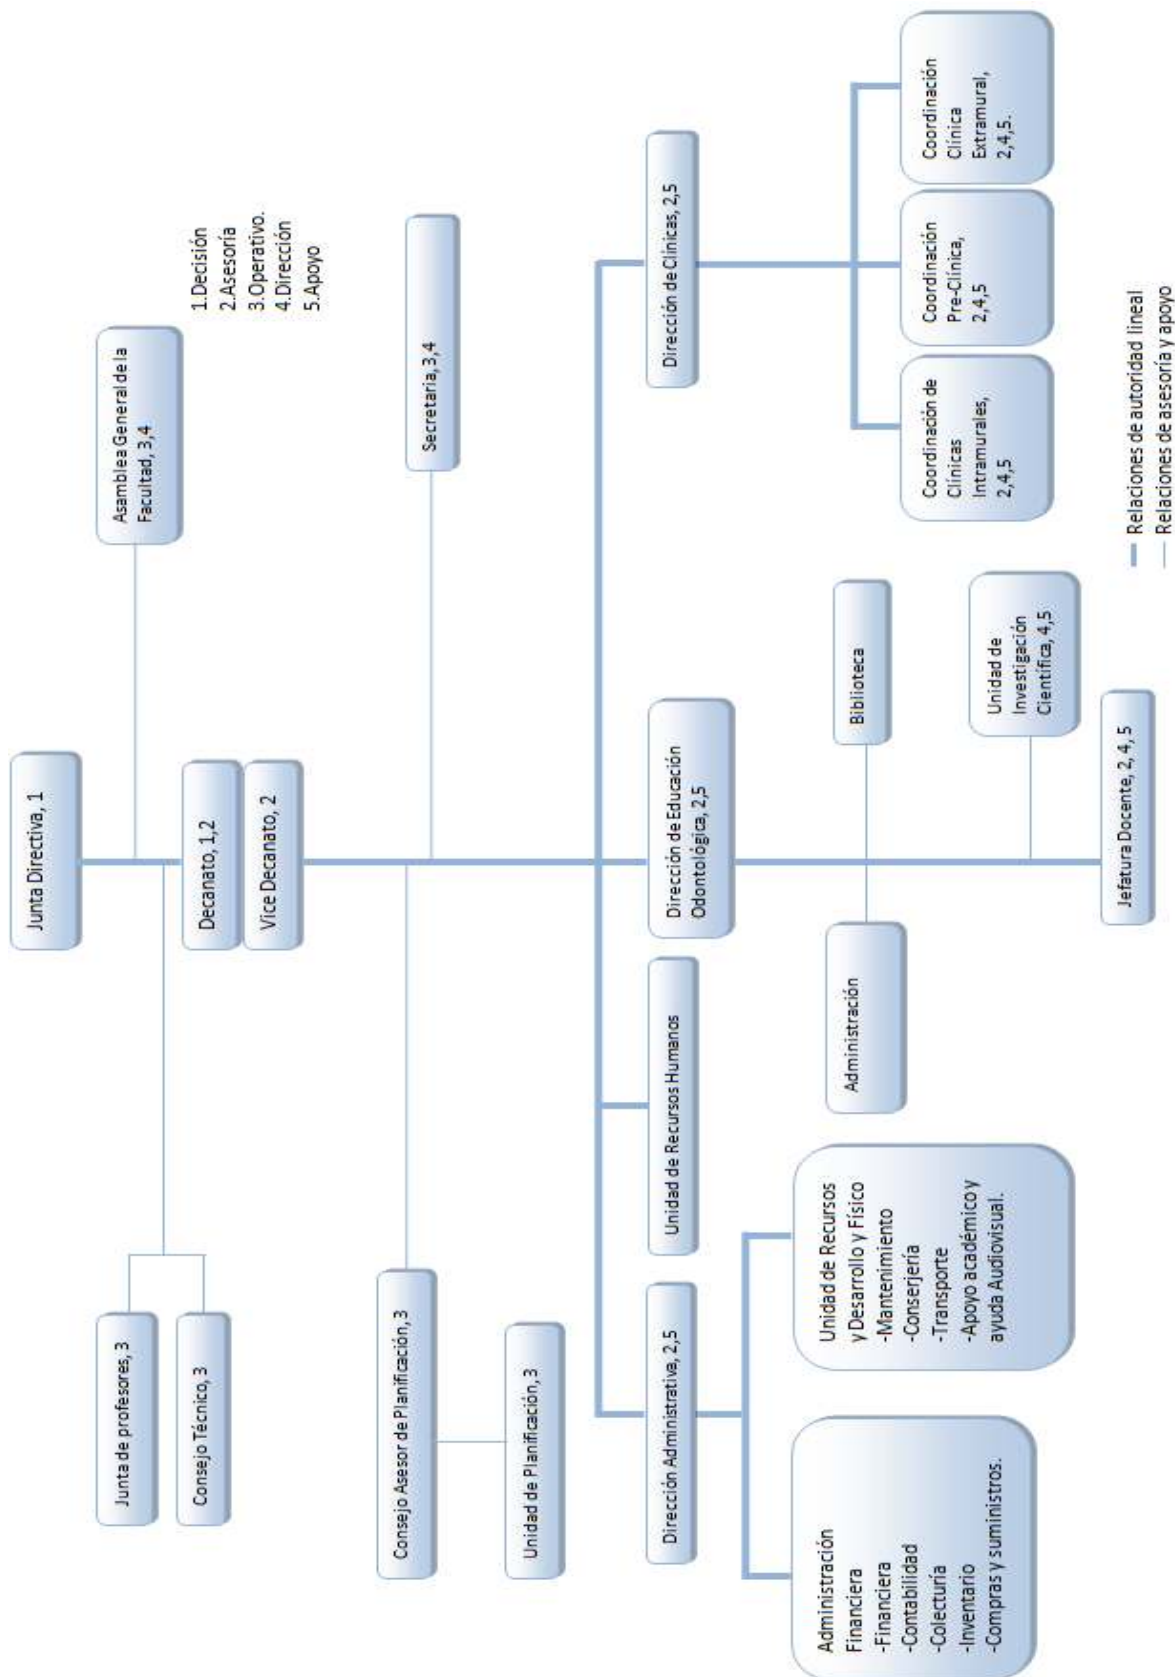 Junta Directiva, 1
Asamblea General de la
Facultad, 3,4
1.Decisión
2.Asesoría
3.Operativo.
4.Dirección
5.Apoyo
Junta de profesores, 3
Consejo Técnico, 3
Decanato, 1,2
Vice Decanato, 2
Consejo Asesor de Planificación, 3
Secretaria, 3,4
Unidad de Planificación, 3
Dirección Administrativa, 2,5
Unidad de Recursos Humanos
Dirección de Educación
Odontológica, 2,5
Dirección de Clínicas, 2,5
Administración
Financiera
-Financiera
-Contabilidad
-Colecturía
-Inventario
-Compras y suministros.
Unidad de Recursos
y Desarrollo y Físico
-Mantenimiento
-Conserjería
-Transporte
-Apoyo académico y
ayuda Audiovisual.
Administración
Biblioteca
Unidad de
Investigación
Científica, 4,5
Jefatura Docente, 2, 4, 5
Coordinación de
Clínicas
Intramurales,
2,4,5
Coordinación
Pre-Clínica,
2,4,5
Coordinación
Clínica
Extramural,
2,4,5.
Relaciones de autoridad lineal
Relaciones de asesoría y apoyo